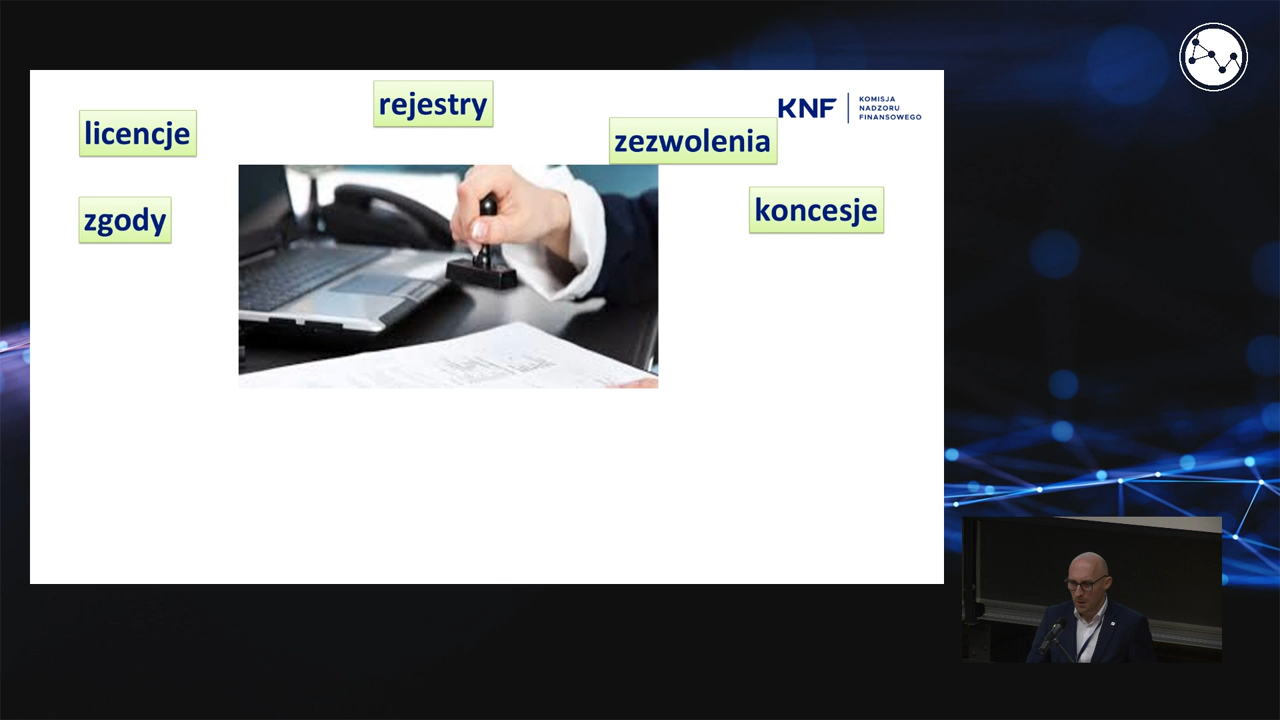 rejestry
licencje
KNF
KOMISJA
NADZORU
FINANSOWEGO
zezwolenia
zgody
koncesje